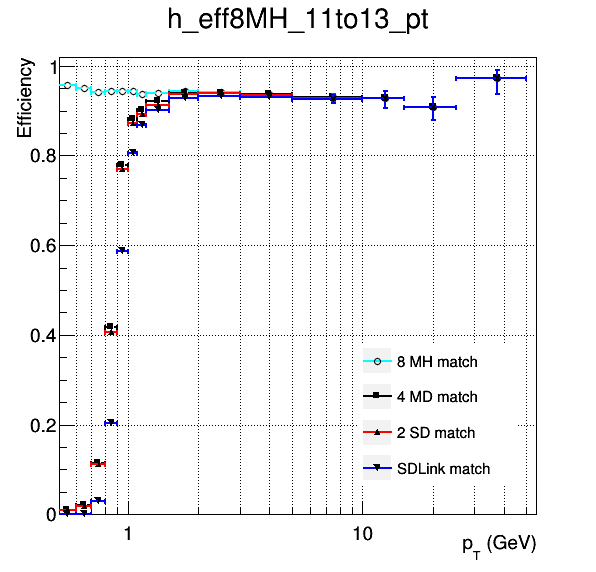 h_eff8MH_11to13_pt
Efficiency
1
0.8
0.6
0.4
0.2
0
8 MH match
4 MD match
2 SD match
SDLink match
1
10
p_T (GeV)